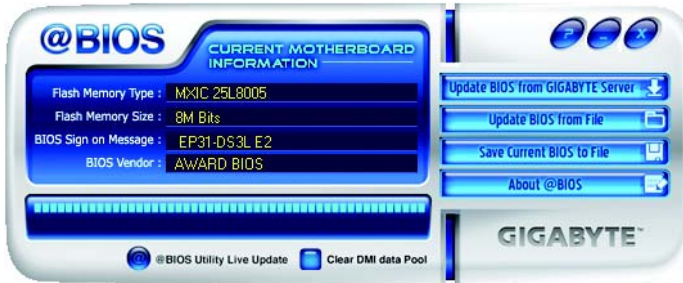 @BIOS
CURRENT MOTHERBOARD
INFORMATION
Flash Memory Type : MXIC 25L8005
Flash Memory Size : 8M Bits
BIOS Sign on Message : EP31-DS3L E2
BIOS Vendor : AWARD BIOS
@ @BIOS Utility Live Update
Clear DMI data Pool
? _ X
Update BIOS from GIGABYTE Server
Update BIOS from File
Save Current BIOS to File
About @BIOS
GIGABYTE™